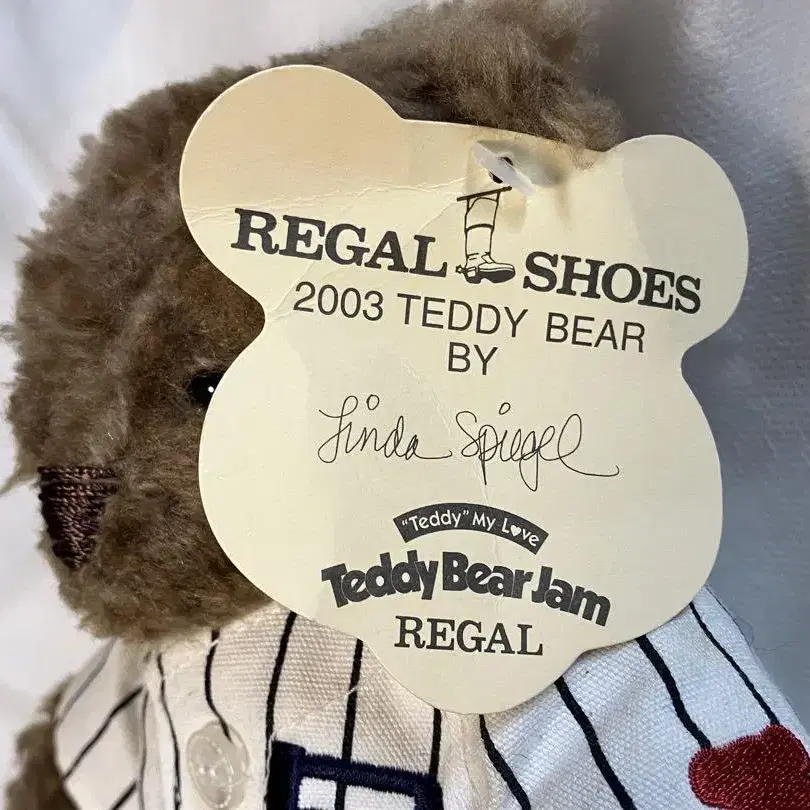 REGAL SHOES
2003 TEDDY BEAR
BY
Linda Spiegel
"Teddy" My Love
Teddy Bear Jam
REGAL